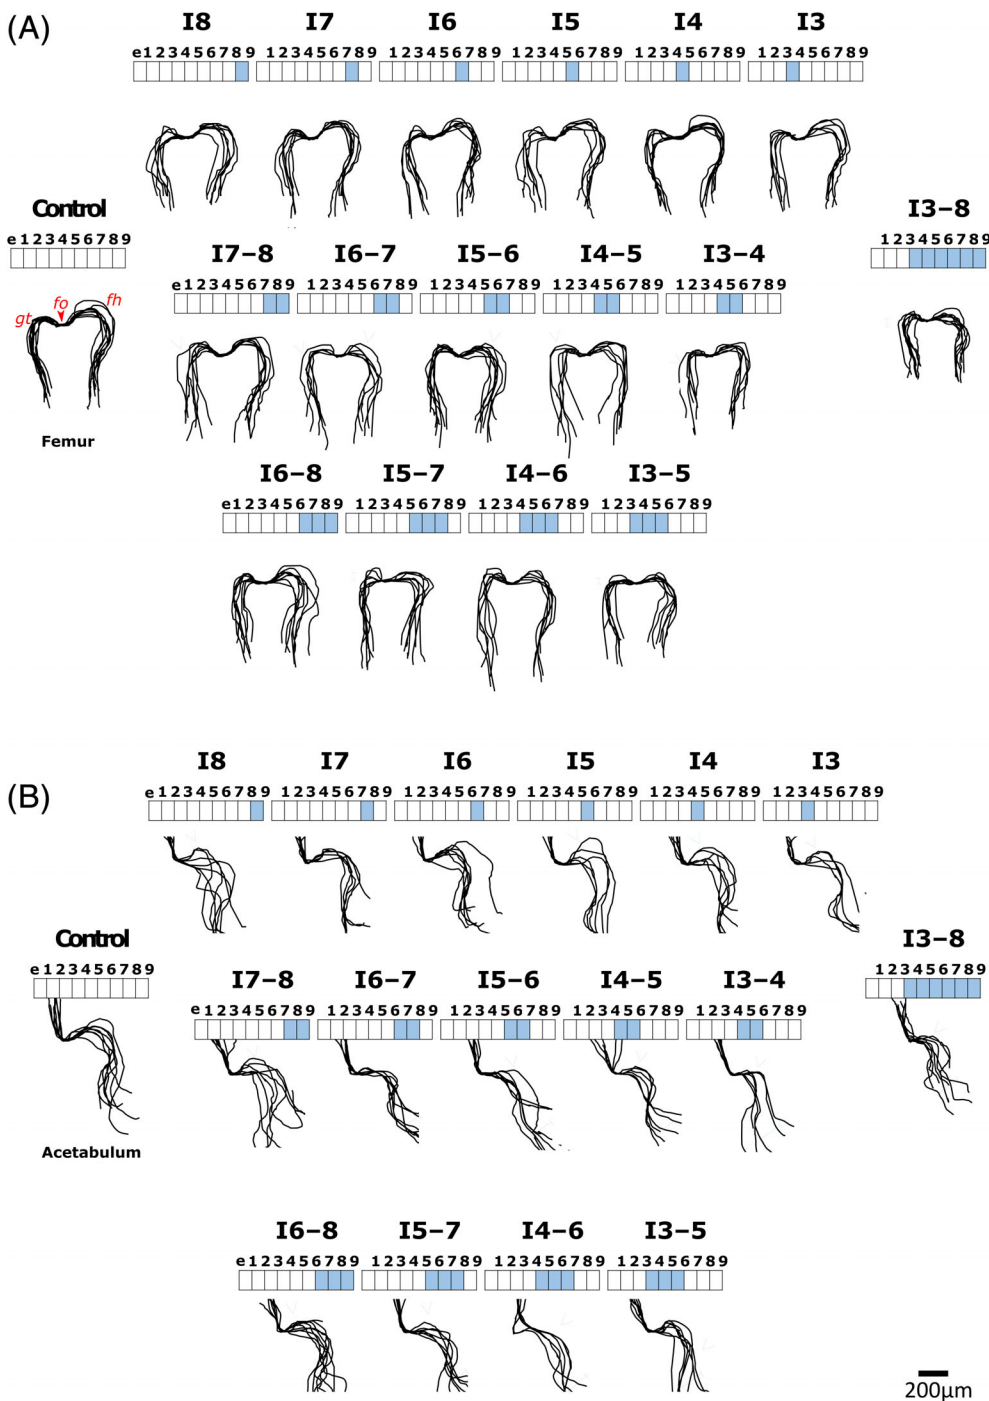 (A)
I8 I7 I6 I5 I4 I3
e123456789 123456789 123456789 123456789 123456789 123456789
Control I3–8
e123456789 123456789
I7–8 I6–7 I5–6 I4–5 I3–4
e123456789 123456789 123456789 123456789 123456789
gt fo fh
Femur
I6–8 I5–7 I4–6 I3–5
e123456789 123456789 123456789 123456789
(B)
I8 I7 I6 I5 I4 I3
e123456789 123456789 123456789 123456789 123456789 123456789
Control I3–8
e123456789 123456789
I7–8 I6–7 I5–6 I4–5 I3–4
e123456789 123456789 123456789 123456789 123456789
Acetabulum
I6–8 I5–7 I4–6 I3–5
e123456789 123456789 123456789 123456789
200µm